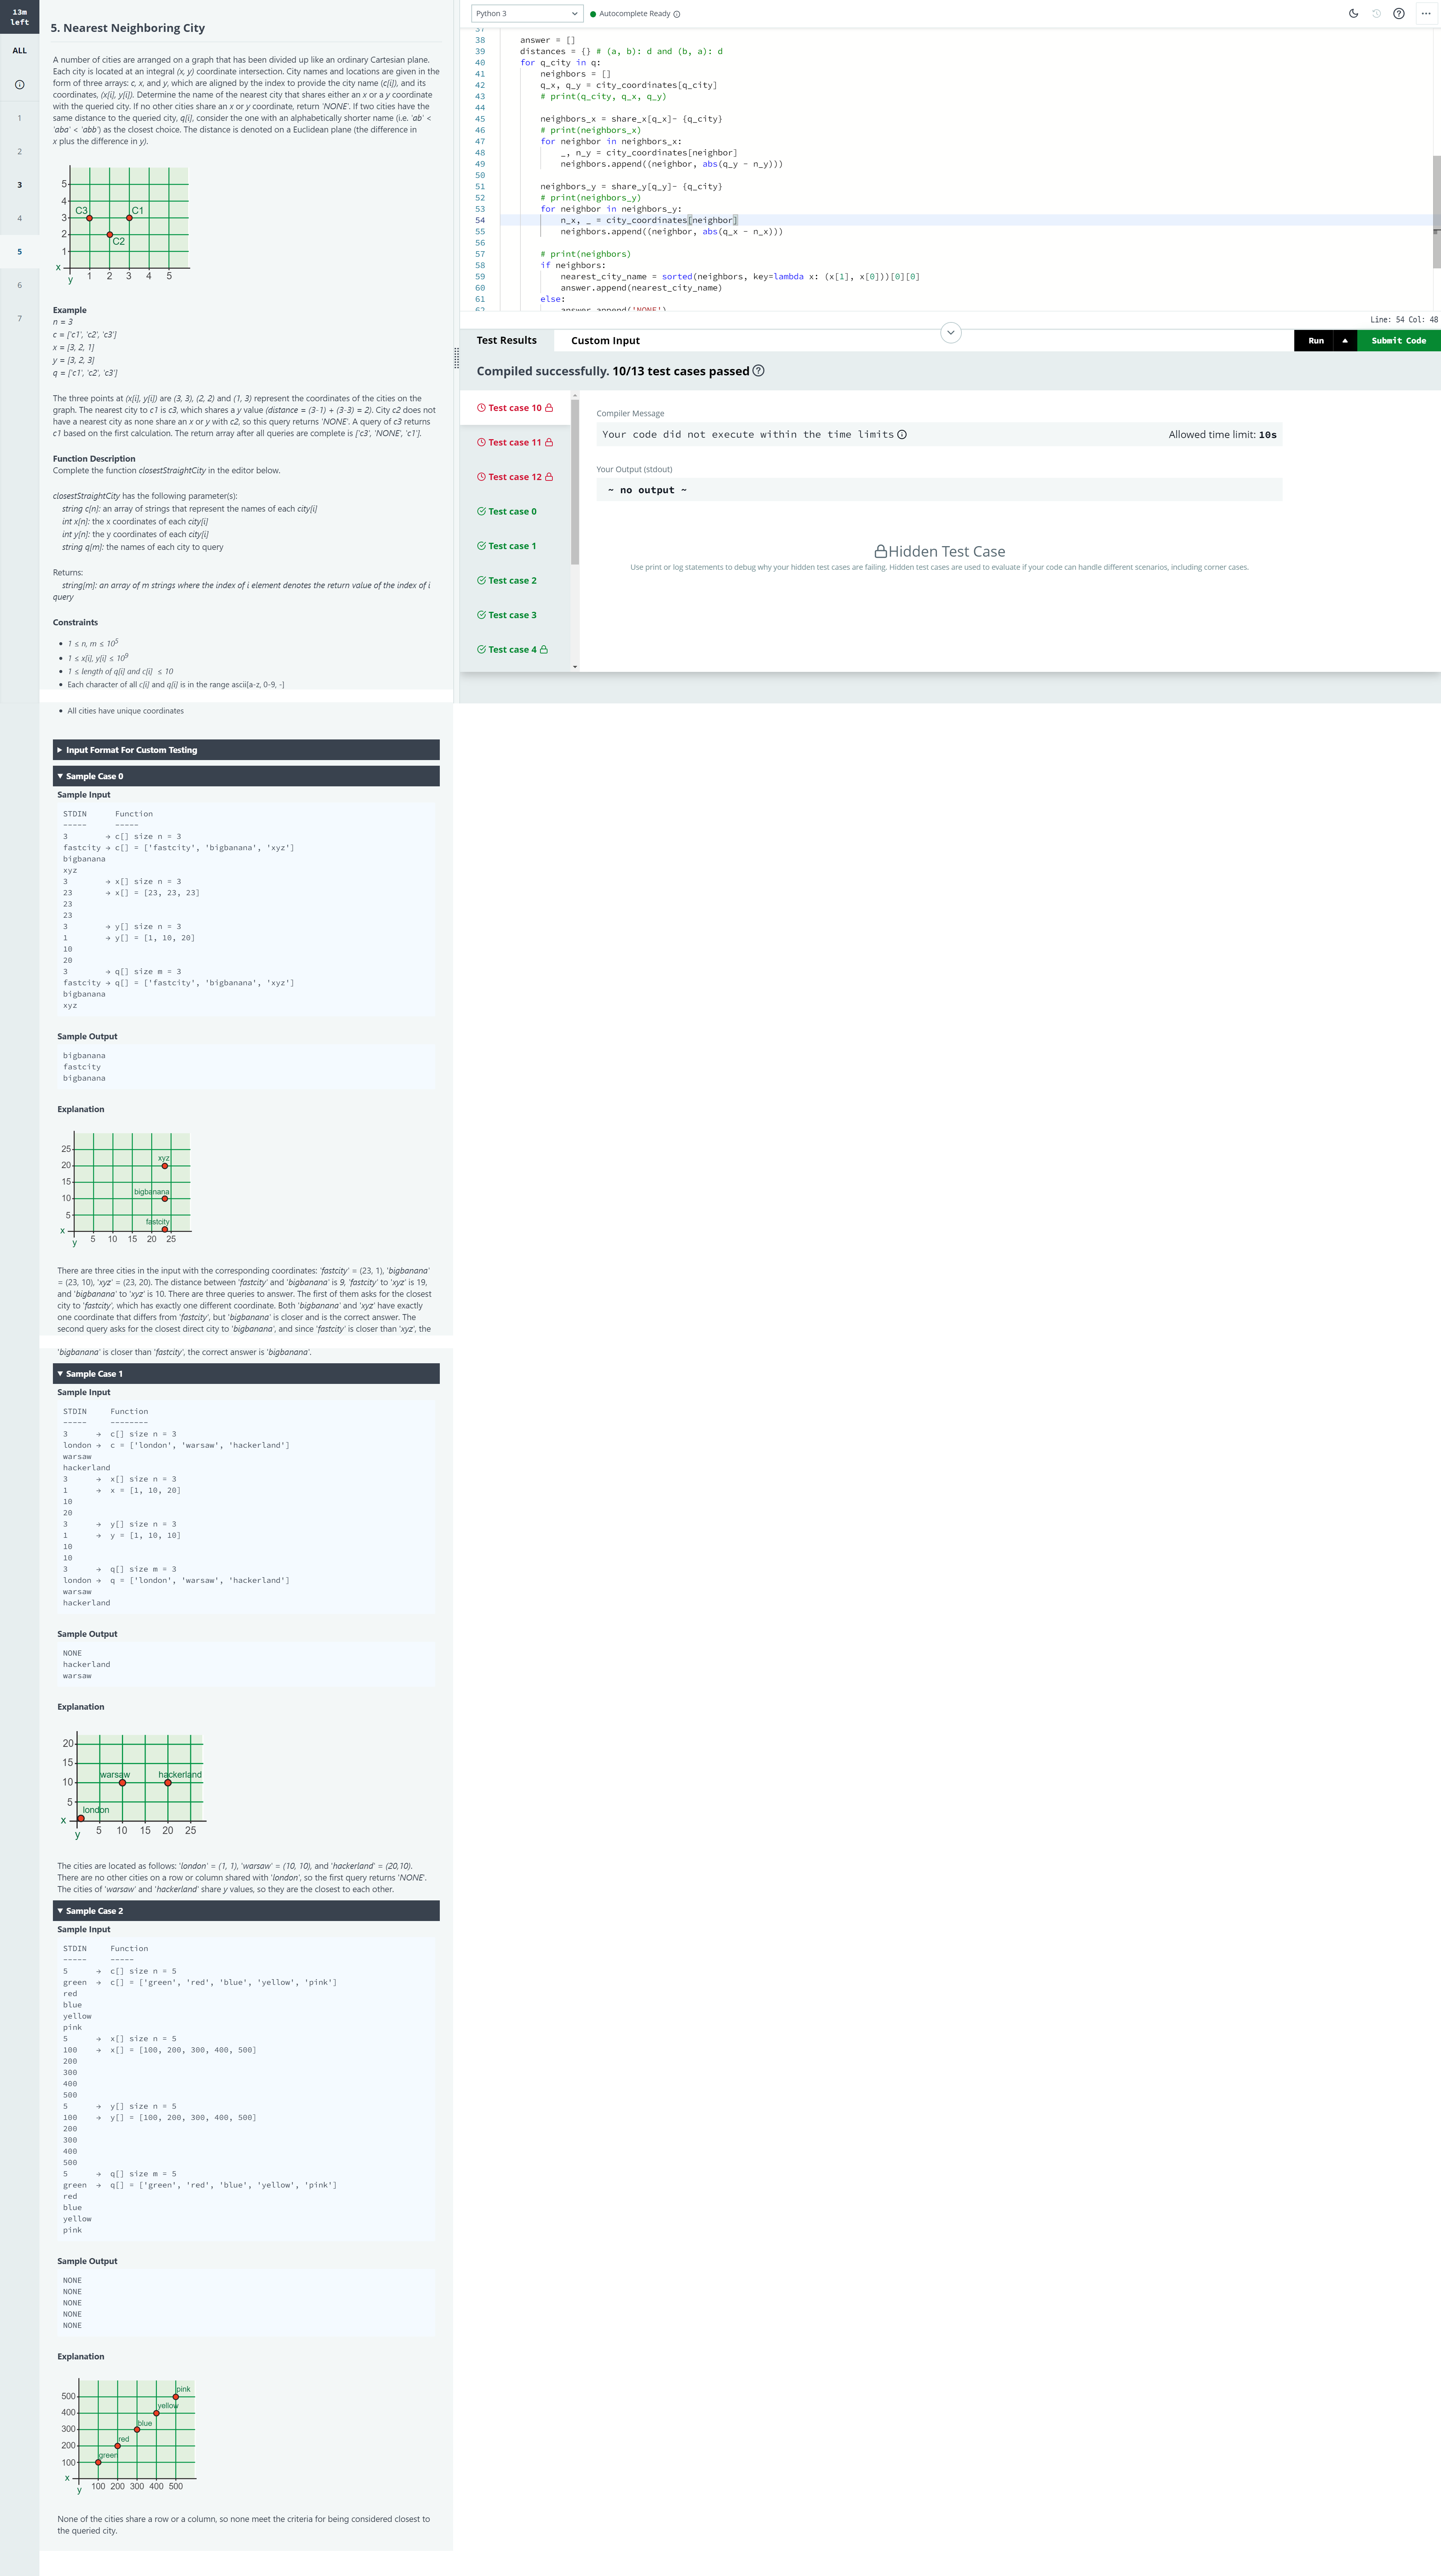 13m
left
ALL
1
2
3
4
5
6
7
5. Nearest Neighboring City
A number of cities are arranged on a graph that has been divided up like an ordinary Cartesian plane.
Each city is located at an integral (x, y) coordinate intersection. City names and locations are given in the
form of three arrays: c, x, and y, which are aligned by the index to provide the city name (c[i]), and its
coordinates, (x[i], y[i]). Determine the name of the nearest city that shares either an x or a y coordinate
with the queried city. If no other cities share an x or y coordinate, return 'NONE'. If two cities have the
same distance to the queried city, q[i], consider the one with an alphabetically shorter name (i.e. 'ab' <
'aba' < 'abb') as the closest choice. The distance is denoted on a Euclidean plane (the difference in
x plus the difference in y).
5
4
C3 C1
3
2
C2
1
x
1 2 3 4 5
y
Example
n = 3
c = ['c1', 'c2', 'c3']
x = [3, 2, 1]
y = [3, 2, 3]
q = ['c1', 'c2', 'c3']
The three points at (x[i], y[i]) are (3, 3), (2, 2) and (1, 3) represent the coordinates of the cities on the
graph. The nearest city to c1 is c3, which shares a y value (distance = (3-1) + (3-3) = 2). City c2 does not
have a nearest city as none share an x or y with c2, so this query returns 'NONE'. A query of c3 returns
c1 based on the first calculation. The return array after all queries are complete is ['c3', 'NONE', 'c1'].
Function Description
Complete the function closestStraightCity in the editor below.
closestStraightCity has the following parameter(s):
string c[n]: an array of strings that represent the names of each city[i]
int x[n]: the x coordinates of each city[i]
int y[n]: the y coordinates of each city[i]
string q[m]: the names of each city to query
Returns:
string[m]: an array of m strings where the index of i element denotes the return value of the index of i
query
Constraints
• 1 ≤ n, m ≤ 10^5
• 1 ≤ x[i], y[i] ≤ 10^9
• 1 ≤ length of q[i] and c[i] ≤ 10
• Each character of all c[i] and q[i] is in the range ascii[a-z, 0-9, -]
• All cities have unique coordinates
▶ Input Format For Custom Testing
▼ Sample Case 0
Sample Input
STDIN Function
----- -----
3 → c[] size n = 3
fastcity → c[] = ['fastcity', 'bigbanana', 'xyz']
bigbanana
xyz
3 → x[] size n = 3
23 → x[] = [23, 23, 23]
23
23
3 → y[] size n = 3
1 → y[] = [1, 10, 20]
10
20
3 → q[] size m = 3
fastcity → q[] = ['fastcity', 'bigbanana', 'xyz']
bigbanana
xyz
Sample Output
bigbanana
fastcity
bigbanana
Explanation
25
xyz
20
15
bigbanana
10
5
fastcity
x
5 10 15 20 25
y
There are three cities in the input with the corresponding coordinates: 'fastcity' = (23, 1), 'bigbanana'
= (23, 10), 'xyz' = (23, 20). The distance between 'fastcity' and 'bigbanana' is 9, 'fastcity' to 'xyz' is 19,
and 'bigbanana' to 'xyz' is 10. There are three queries to answer. The first of them asks for the closest
city to 'fastcity', which has exactly one different coordinate. Both 'bigbanana' and 'xyz' have exactly
one coordinate that differs from 'fastcity', but 'bigbanana' is closer and is the correct answer. The
second query asks for the closest direct city to 'bigbanana', and since 'fastcity' is closer than 'xyz', the
'bigbanana' is closer than 'fastcity', the correct answer is 'bigbanana'.
▼ Sample Case 1
Sample Input
STDIN Function
----- --------
3 → c[] size n = 3
london → c = ['london', 'warsaw', 'hackerland']
warsaw
hackerland
3 → x[] size n = 3
1 → x = [1, 10, 20]
10
20
3 → y[] size n = 3
1 → y = [1, 10, 10]
10
10
3 → q[] size m = 3
london → q = ['london', 'warsaw', 'hackerland']
warsaw
hackerland
Sample Output
NONE
hackerland
warsaw
Explanation
20
15
warsaw hackerland
10
5
london
x
5 10 15 20 25
y
The cities are located as follows: 'london' = (1, 1), 'warsaw' = (10, 10), and 'hackerland' = (20,10).
There are no other cities on a row or column shared with 'london', so the first query returns 'NONE'.
The cities of 'warsaw' and 'hackerland' share y values, so they are the closest to each other.
▼ Sample Case 2
Sample Input
STDIN Function
----- -----
5 → c[] size n = 5
green → c[] = ['green', 'red', 'blue', 'yellow', 'pink']
red
blue
yellow
pink
5 → x[] size n = 5
100 → x[] = [100, 200, 300, 400, 500]
200
300
400
500
5 → y[] size n = 5
100 → y[] = [100, 200, 300, 400, 500]
200
300
400
500
5 → q[] size m = 5
green → q[] = ['green', 'red', 'blue', 'yellow', 'pink']
red
blue
yellow
pink
Sample Output
NONE
NONE
NONE
NONE
NONE
Explanation
pink
500
yellow
400
blue
300
red
200
green
100
x
100 200 300 400 500
y
None of the cities share a row or a column, so none meet the criteria for being considered closest to
the queried city.
Python 3
Autocomplete Ready
37
38 answer = []
39 distances = {} # (a, b): d and (b, a): d
40 for q_city in q:
41 neighbors = []
42 q_x, q_y = city_coordinates[q_city]
43 # print(q_city, q_x, q_y)
44
45 neighbors_x = share_x[q_x]- {q_city}
46 # print(neighbors_x)
47 for neighbor in neighbors_x:
48 _, n_y = city_coordinates[neighbor]
49 neighbors.append((neighbor, abs(q_y - n_y)))
50
51 neighbors_y = share_y[q_y]- {q_city}
52 # print(neighbors_y)
53 for neighbor in neighbors_y:
54 n_x, _ = city_coordinates[neighbor]
55 neighbors.append((neighbor, abs(q_x - n_x)))
56
57 # print(neighbors)
58 if neighbors:
59 nearest_city_name = sorted(neighbors, key=lambda x: (x[1], x[0]))[0][0]
60 answer.append(nearest_city_name)
61 else:
62 answer.append('NONE')
Line: 54 Col: 48
Test Results
Custom Input
Run
Submit Code
Compiled successfully. 10/13 test cases passed
Test case 10
Test case 11
Test case 12
Test case 0
Test case 1
Test case 2
Test case 3
Test case 4
Compiler Message
Your code did not execute within the time limits
Allowed time limit: 10s
Your Output (stdout)
~ no output ~
Hidden Test Case
Use print or log statements to debug why your hidden test cases are failing. Hidden test cases are used to evaluate if your code can handle different scenarios, including corner cases.